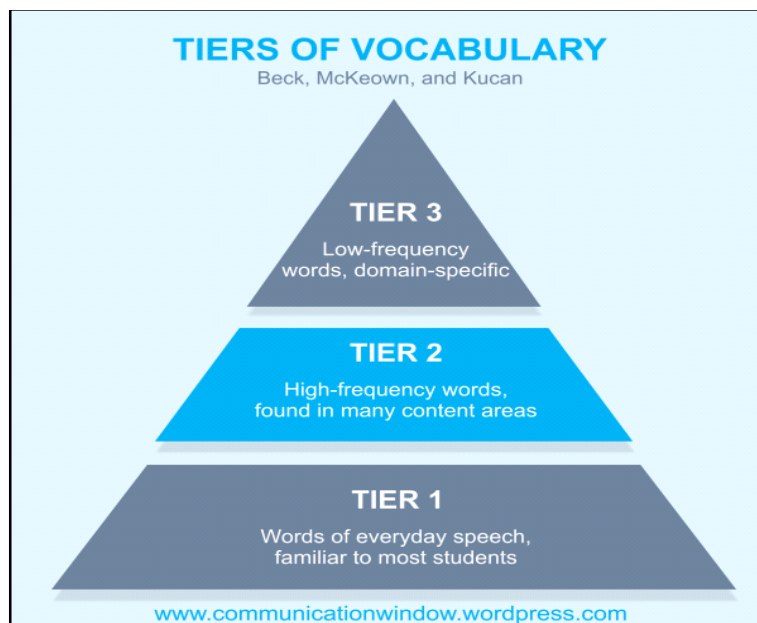 TIERS OF VOCABULARY
Beck, McKeown, and Kucan
TIER 3
Low-frequency
words, domain-specific
TIER 2
High-frequency words,
found in many content areas
TIER 1
Words of everyday speech,
familiar to most students
www.communicationwindow.wordpress.com